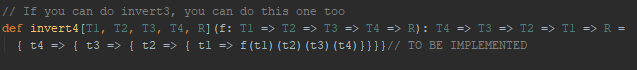 // If you can do invert3, you can do this one too
def invert4[T1, T2, T3, T4, R](f: T1 => T2 => T3 => T4 => R): T4 => T3 => T2 => T1 => R =
{ t4 => { t3 => { t2 => { t1 => f(t1)(t2)(t3)(t4)}}}}// TO BE IMPLEMENTED